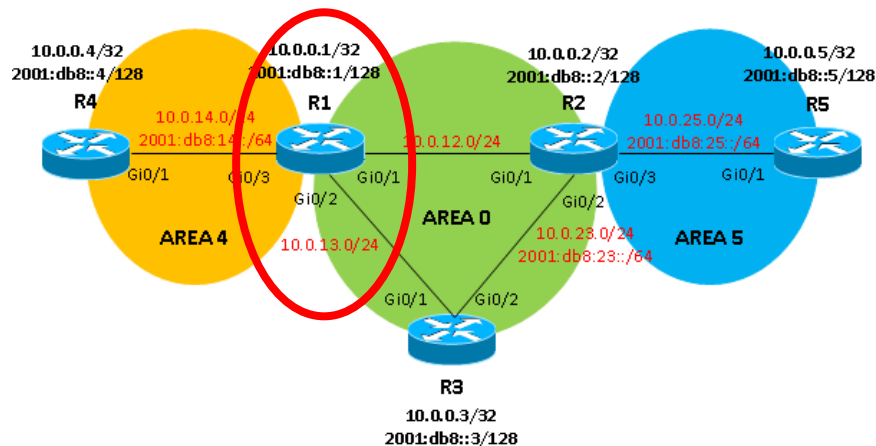 10.0.0.4/32
2001:db8::4/128
R4
10.0.0.1/32
2001:db8::1/128
R1
10.0.0.2/32
2001:db8::2/128
R2
10.0.0.5/32
2001:db8::5/128
R5
10.0.14.0/24
2001:db8:14::/64
10.0.12.0/24
10.0.25.0/24
2001:db8:25::/64
Gi0/1
Gi0/3
Gi0/1
Gi0/1
Gi0/3
Gi0/1
Gi0/2
Gi0/2
AREA 4
AREA 0
AREA 5
10.0.13.0/24
10.0.23.0/24
2001:db8:23::/64
Gi0/1
Gi0/2
R3
10.0.0.3/32
2001:db8::3/128